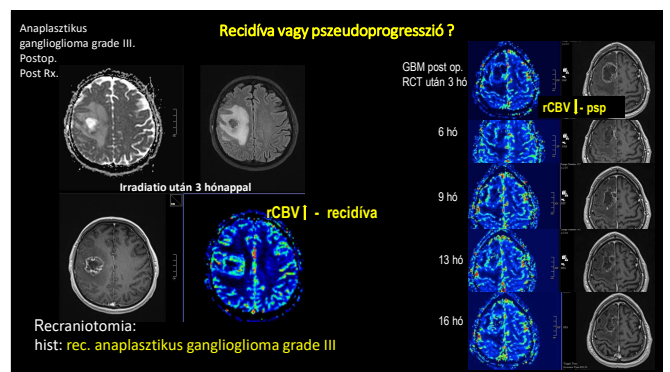 Recidíva vagy pszeudoprogresszió ?
Anaplasztikus
ganglioglioma grade III.
Postop.
Post Rx.
Irradiatio után 3 hónappal
rCBV↑ - recidíva
Recraniotomia:
hist: rec. anaplasztikus ganglioglioma grade III
GBM post op.
RCT után 3 hó
rCBV - psp
6 hó
9 hó
13 hó
16 hó